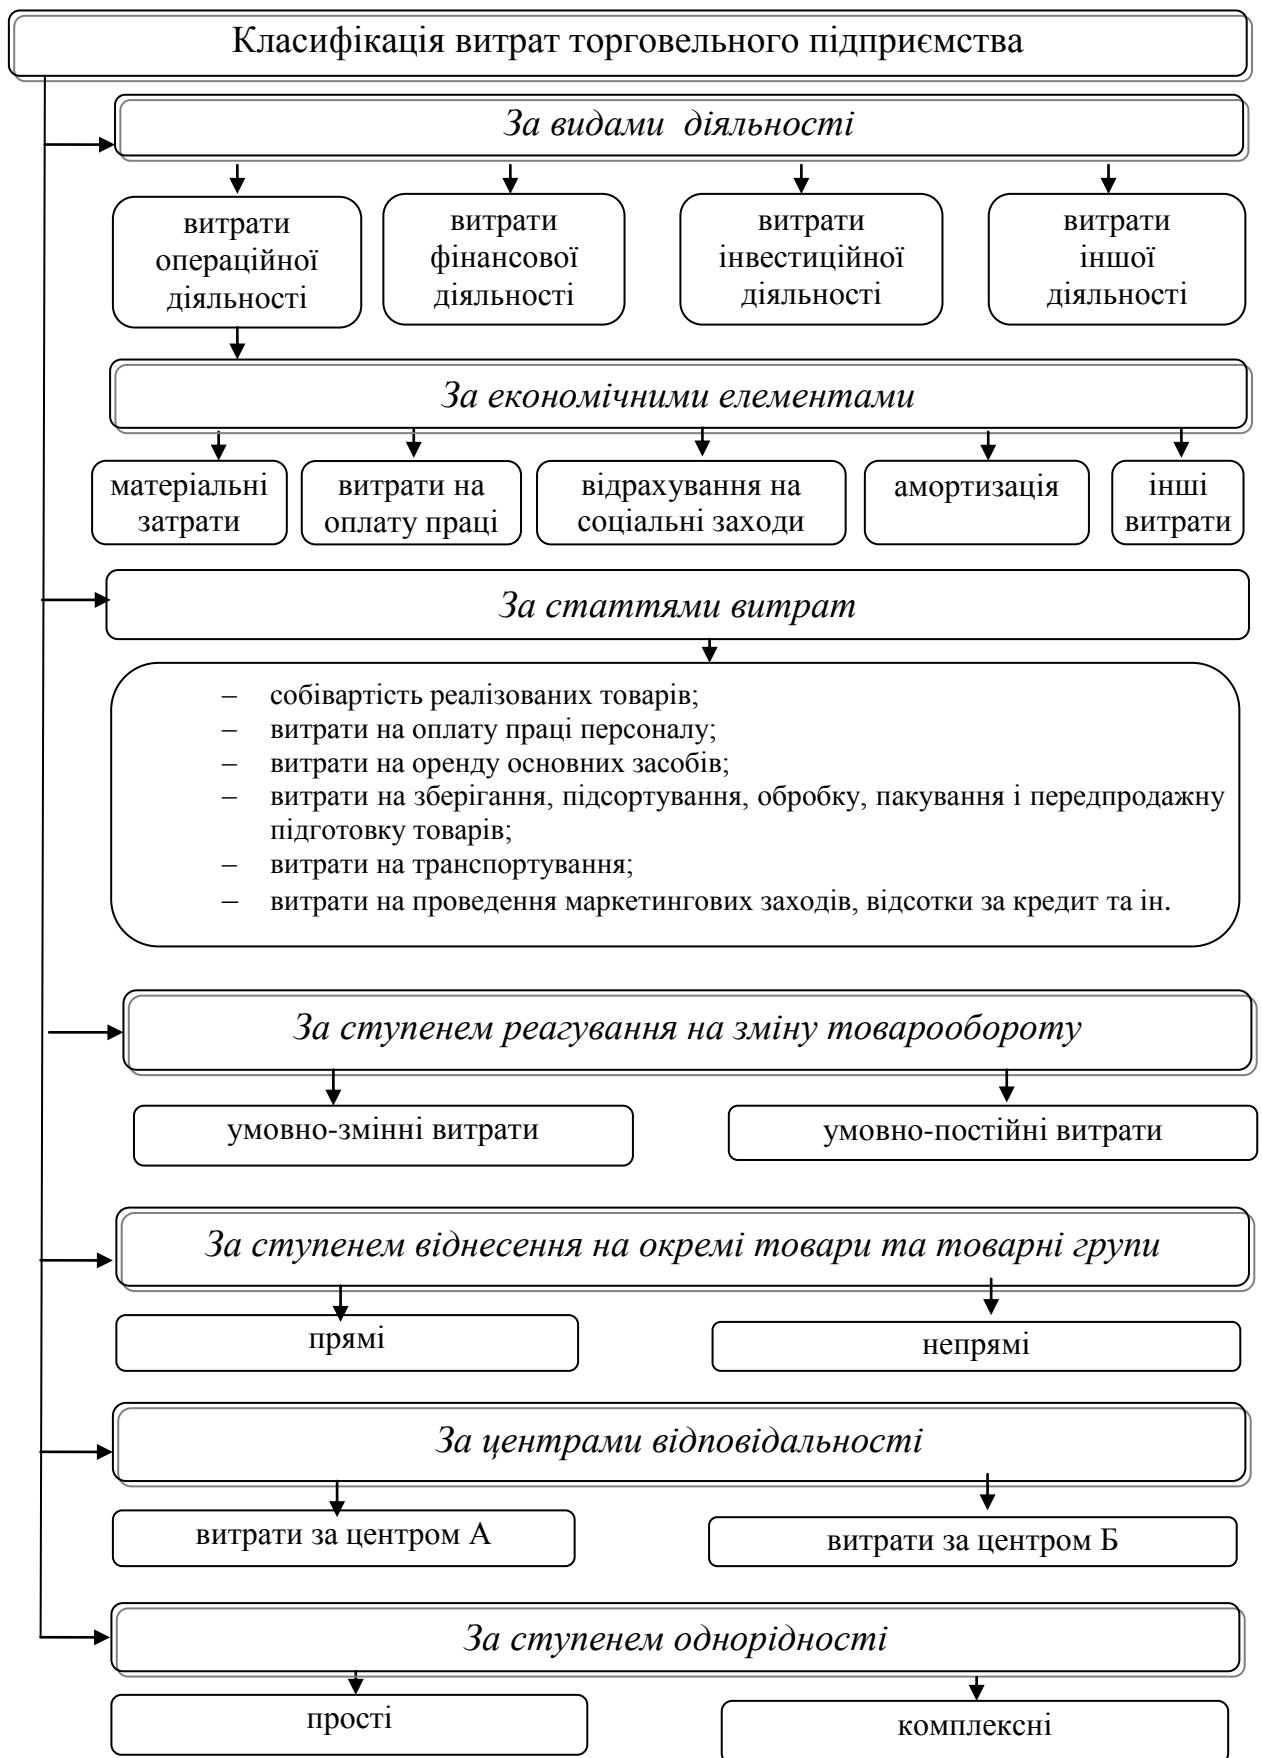 Класифікація витрат торговельного підприємства
За видами діяльності
витрати
операційної
діяльності
витрати
фінансової
діяльності
витрати
інвестиційної
діяльності
витрати
іншої
діяльності
За економічними елементами
матеріальні
затрати
витрати на
оплату праці
відрахування на
соціальні заходи
амортизація
інші
витрати
За статтями витрат
– собівартість реалізованих товарів;
– витрати на оплату праці персоналу;
– витрати на оренду основних засобів;
– витрати на зберігання, підсортування, обробку, пакування і передпродажну
підготовку товарів;
– витрати на транспортування;
– витрати на проведення маркетингових заходів, відсотки за кредит та ін.
За ступенем реагування на зміну товарообороту
умовно-змінні витрати
умовно-постійні витрати
За ступенем віднесення на окремі товари та товарні групи
прямі
непрямі
За центрами відповідальності
витрати за центром А
витрати за центром Б
За ступенем однорідності
прості
комплексні